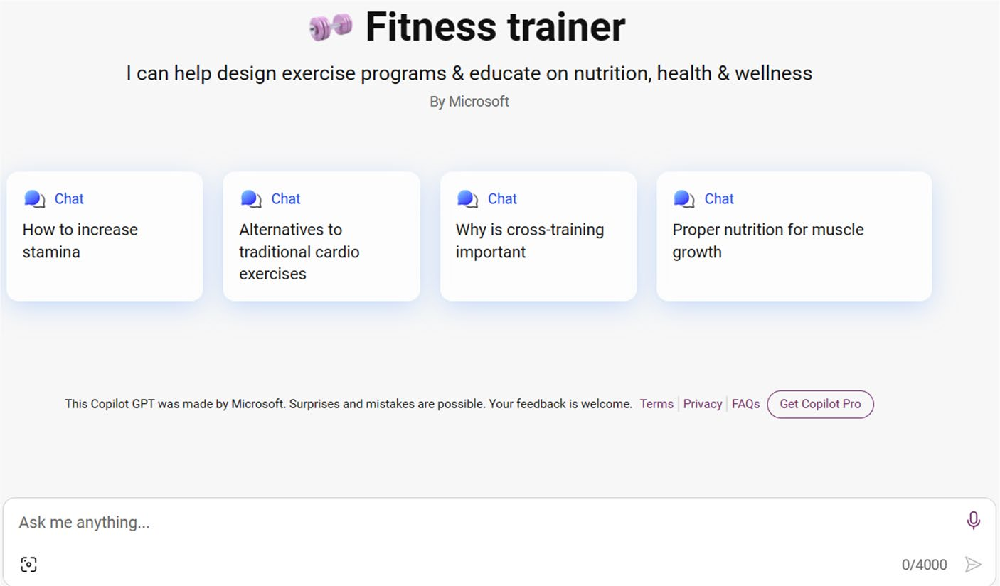 Fitness trainer
I can help design exercise programs & educate on nutrition, health & wellness
By Microsoft
Chat
How to increase
stamina
Chat
Alternatives to
traditional cardio
exercises
Chat
Why is cross-training
important
Chat
Proper nutrition for muscle
growth
This Copilot GPT was made by Microsoft. Surprises and mistakes are possible. Your feedback is welcome. Terms Privacy FAQs Get Copilot Pro
Ask me anything...
0/4000